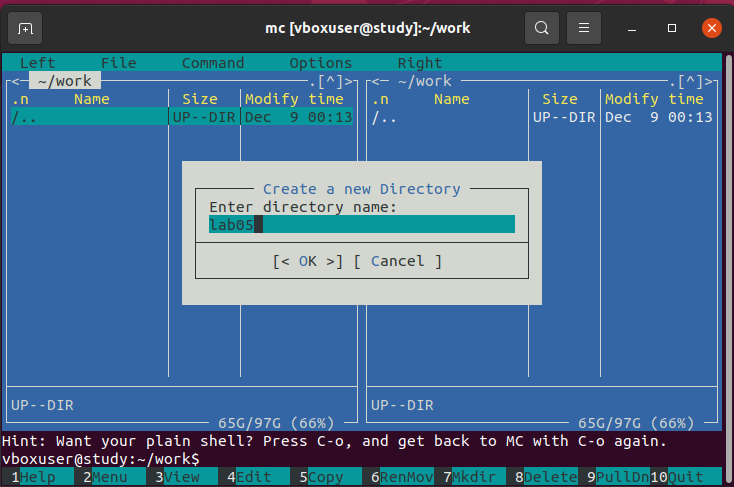 mc [vboxuser@study]:~/work
Left File Command Options Right
<─ ~/work ─.[^]>
<─ ~/work ─.[^]>
.n Name Size Modify time
.n Name Size Modify time
/.. UP--DIR Dec 9 00:13
/.. UP--DIR Dec 9 00:13
Create a new Directory
Enter directory name:
lab05
[< OK >] [ Cancel ]
UP--DIR
UP--DIR
65G/97G (66%)
65G/97G (66%)
Hint: Want your plain shell? Press C-o, and get back to MC with C-o again.
vboxuser@study:~/work$
1Help 2Menu 3View 4Edit 5Copy 6RenMov 7Mkdir 8Delete 9PullDn 10Quit